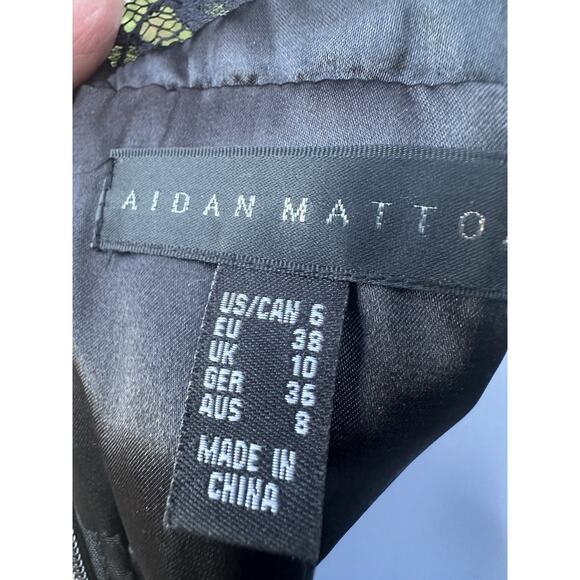 AIDAN MATTO
US/CAN 6
EU 38
UK 10
GER 36
AUS 8
MADE IN
CHINA